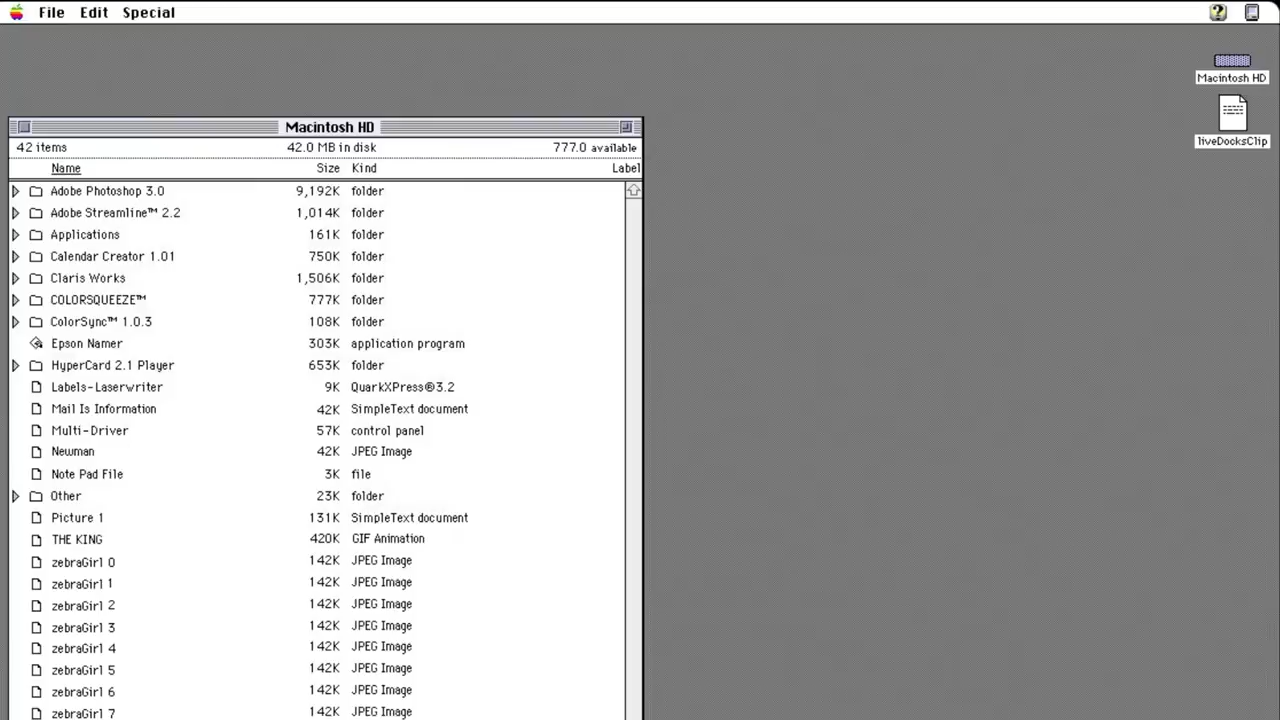 File Edit Special
Macintosh HD
liveDocksClip
Macintosh HD
42 items 42.0 MB in disk 777.0 available
Name Size Kind Label
Adobe Photoshop 3.0 9,192K folder
Adobe Streamline™ 2.2 1,014K folder
Applications 161K folder
Calendar Creator 1.01 750K folder
Claris Works 1,506K folder
COLORSQUEEZE™ 777K folder
ColorSync™ 1.0.3 108K folder
Epson Namer 303K application program
HyperCard 2.1 Player 653K folder
Labels-Laserwriter 9K QuarkXPress®3.2
Mail Is Information 42K SimpleText document
Multi-Driver 57K control panel
Newman 42K JPEG Image
Note Pad File 3K file
Other 23K folder
Picture 1 131K SimpleText document
THE KING 420K GIF Animation
zebraGirl 0 142K JPEG Image
zebraGirl 1 142K JPEG Image
zebraGirl 2 142K JPEG Image
zebraGirl 3 142K JPEG Image
zebraGirl 4 142K JPEG Image
zebraGirl 5 142K JPEG Image
zebraGirl 6 142K JPEG Image
zebraGirl 7 142K JPEG Image